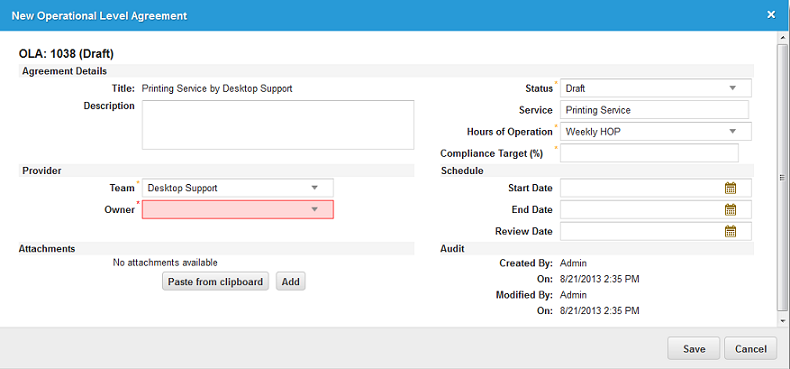 New Operational Level Agreement
OLA: 1038 (Draft)
Agreement Details
Title: Printing Service by Desktop Support
Description
Status * Draft
Service Printing Service
Hours of Operation * Weekly HOP
Compliance Target (%) *
Provider
Team * Desktop Support
Owner *
Schedule
Start Date
End Date
Review Date
Attachments
No attachments available
Paste from clipboard Add
Audit
Created By: Admin
On: 8/21/2013 2:35 PM
Modified By: Admin
On: 8/21/2013 2:35 PM
Save Cancel